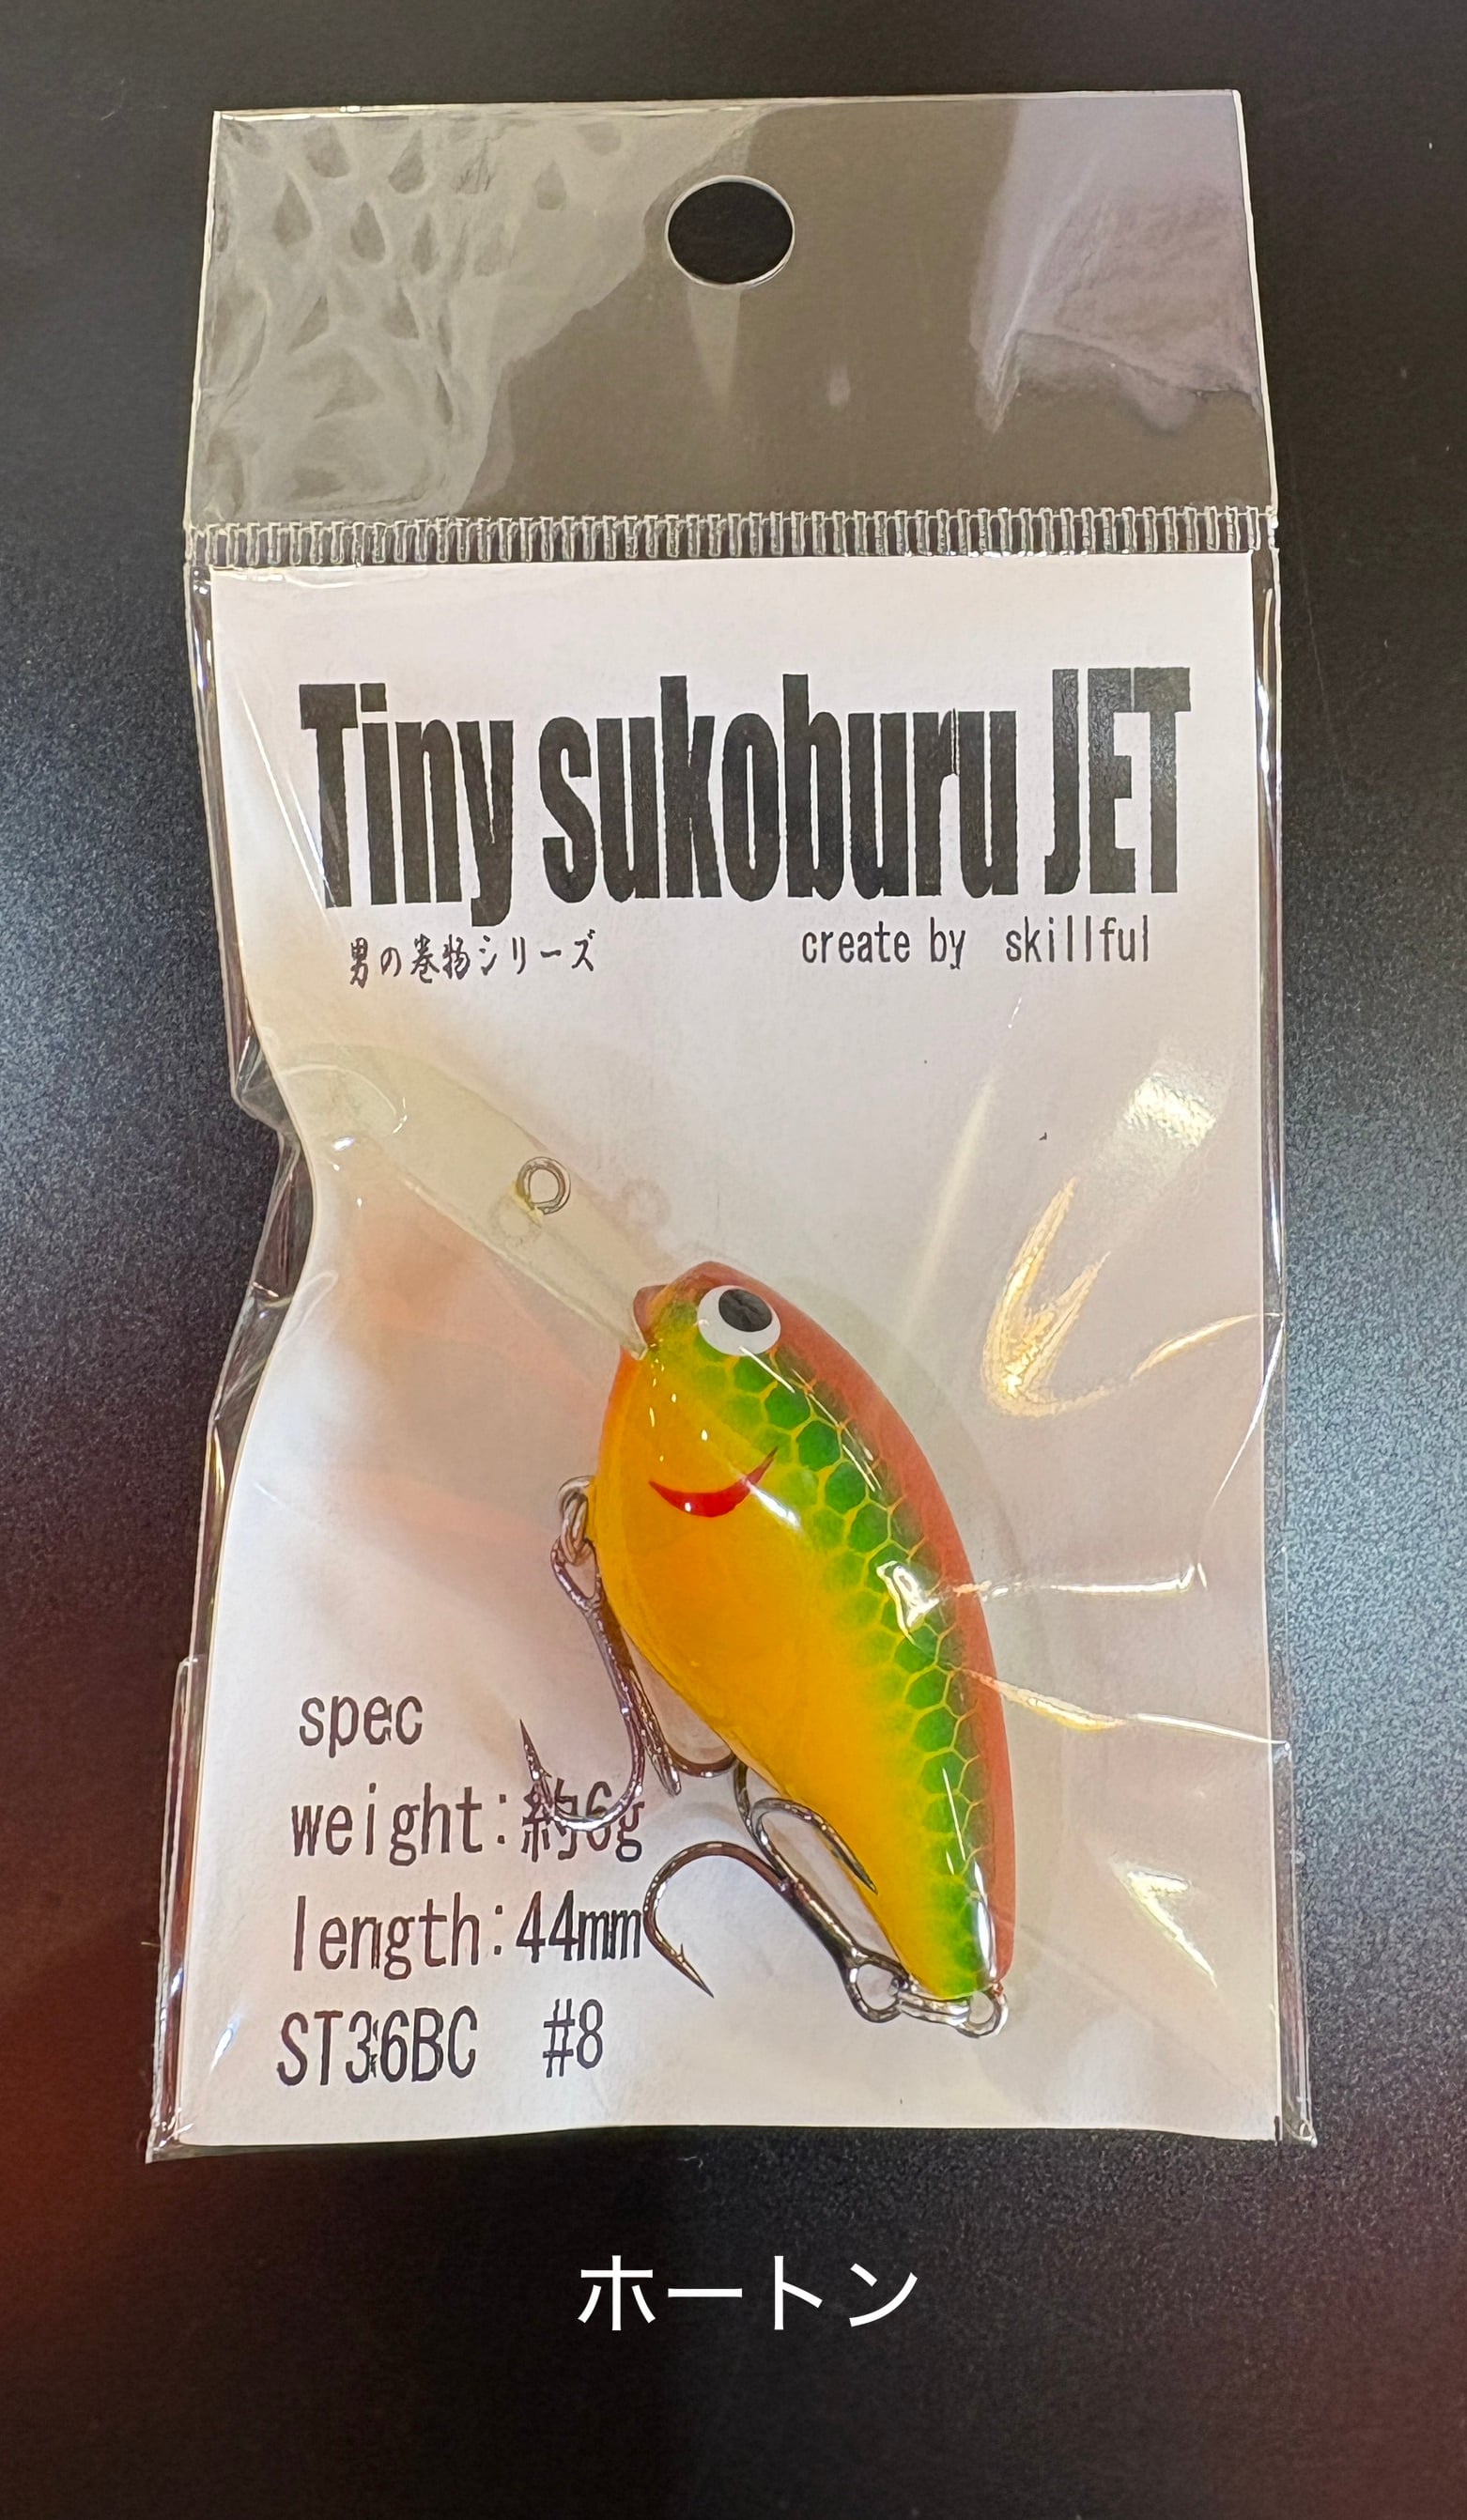 Tiny sukoburu JET
男の巻物シリーズ create by skillful
spec
weight:約6g
length:44mm
ST36BC #8
ホートン